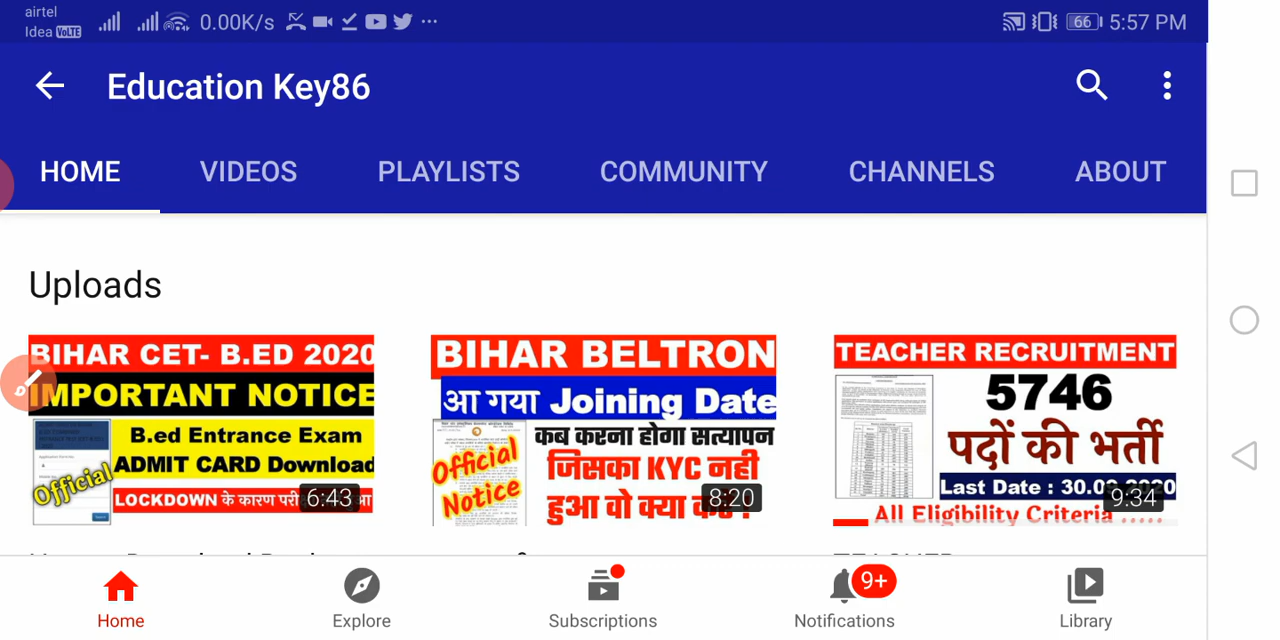 airtel
Idea VoLTE
0.00K/s
66
5:57 PM
Education Key86
HOME
VIDEOS
PLAYLISTS
COMMUNITY
CHANNELS
ABOUT
Uploads
BIHAR CET- B.ED 2020
IMPORTANT NOTICE
B.ed Entrance Exam
ADMIT CARD Download
Official
LOCKDOWN के कारण परी
6:43
BIHAR BELTRON
आ गया Joining Date
Official
Notice
कब करना होगा सत्यापन
जिसका KYC नही
हुआ वो क्या
8:20
TEACHER RECRUITMENT
5746
पदों की भर्ती
Last Date : 30.09.2020
9:34
All Eligibility Criteria .....
Home
Explore
Subscriptions
9+
Notifications
Library